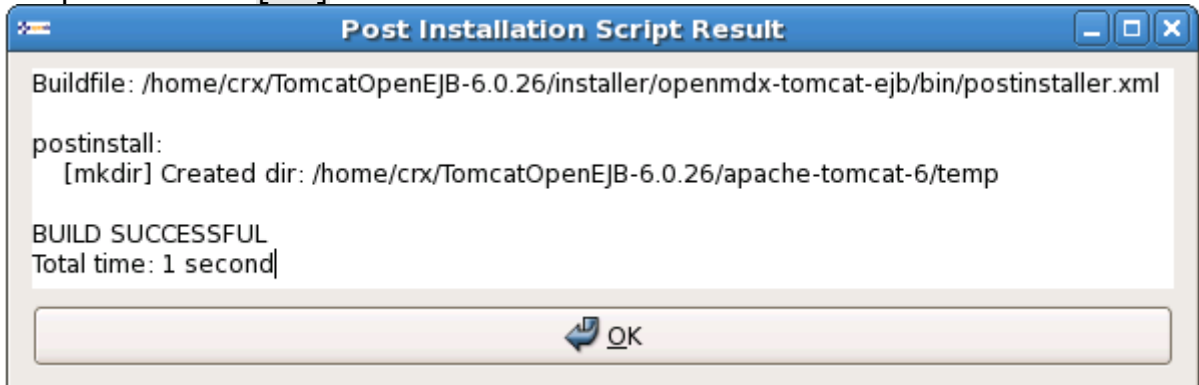 Post Installation Script Result
Buildfile: /home/crx/TomcatOpenEJB-6.0.26/installer/openmdx-tomcat-ejb/bin/postinstaller.xml
postinstall:
[mkdir] Created dir: /home/crx/TomcatOpenEJB-6.0.26/apache-tomcat-6/temp
BUILD SUCCESSFUL
Total time: 1 second
OK